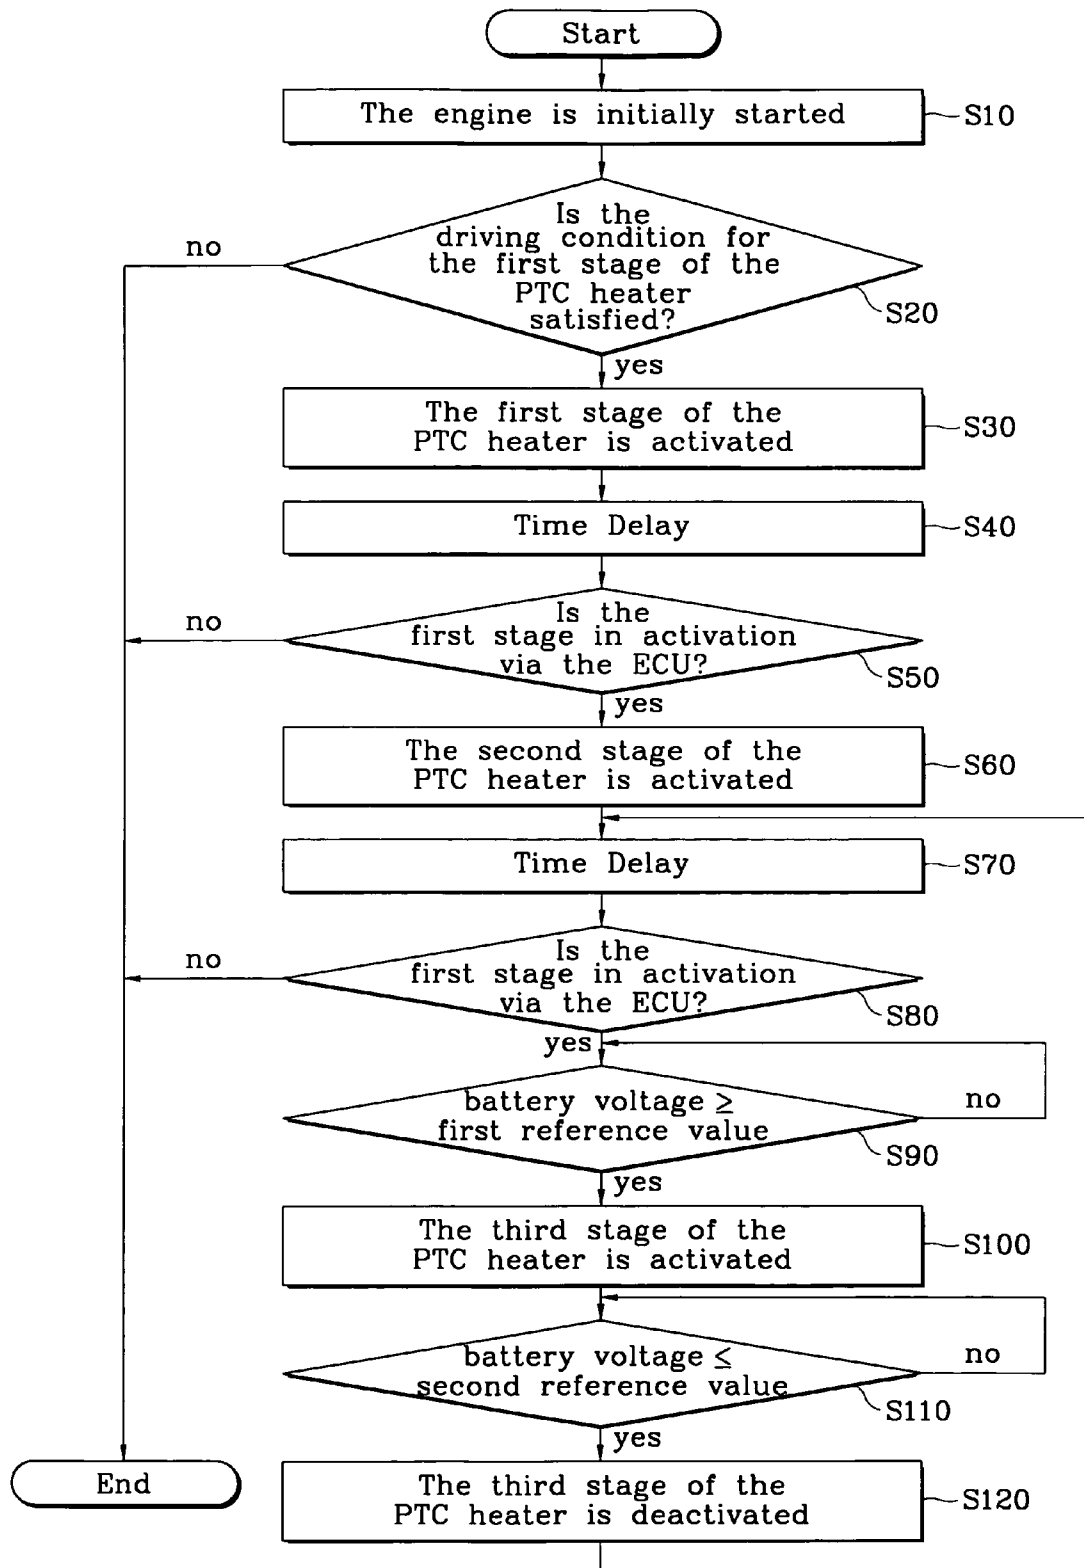 Start
The engine is initially started
S10
Is the
driving condition for
the first stage of the
PTC heater
satisfied?
no
S20
yes
The first stage of the
PTC heater is activated
S30
Time Delay
S40
Is the
first stage in activation
via the ECU?
no
S50
yes
The second stage of the
PTC heater is activated
S60
Time Delay
S70
Is the
first stage in activation
via the ECU?
no
S80
yes
battery voltage ≥
first reference value
no
S90
yes
The third stage of the
PTC heater is activated
S100
battery voltage ≤
second reference value
no
S110
yes
End
The third stage of the
PTC heater is deactivated
S120